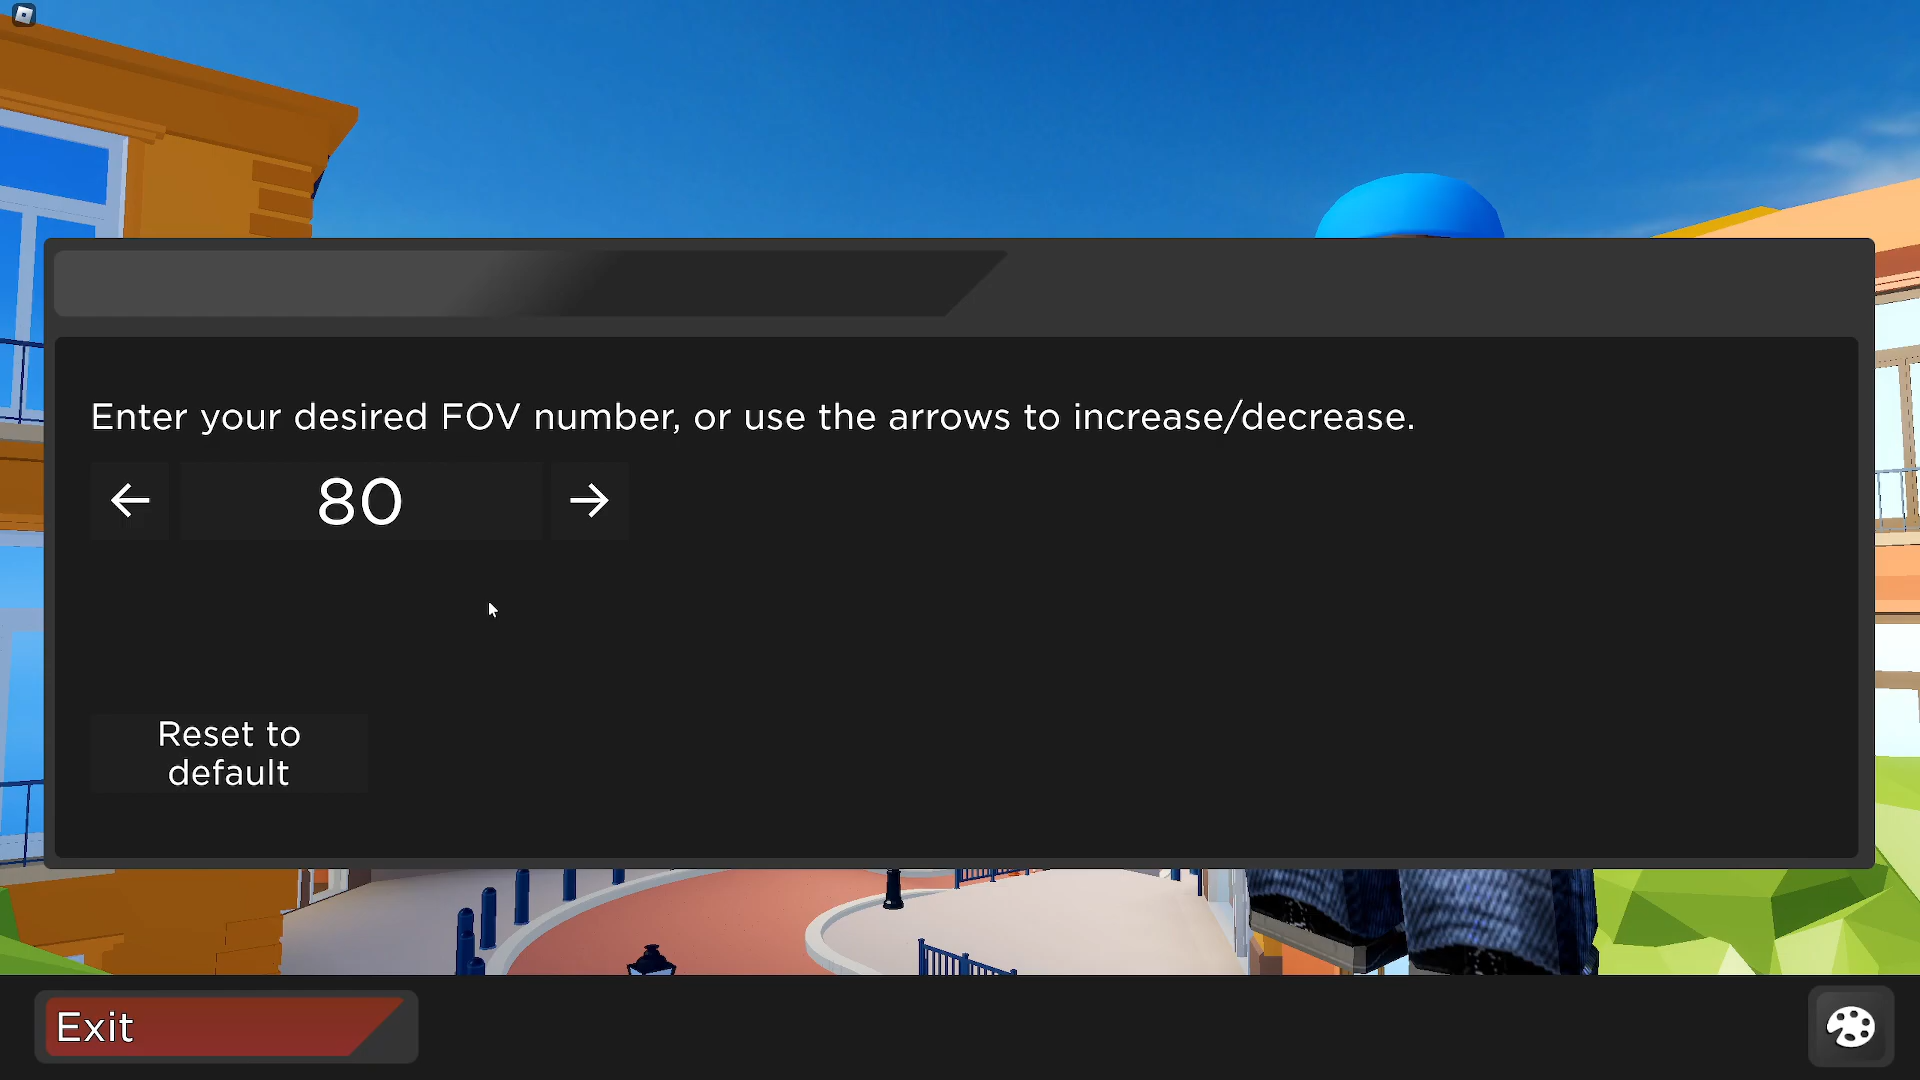 Enter your desired FOV number, or use the arrows to increase/decrease.
← 80 →
Reset to
default
Exit